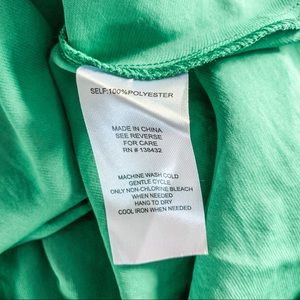 SELF:100%POLYESTER
MADE IN CHINA
SEE REVERSE
FOR CARE
RN # 138432
MACHINE WASH COLD
GENTLE CYCLE
ONLY NON-CHLORINE BLEACH
WHEN NEEDED
HANG TO DRY
COOL IRON WHEN NEEDED